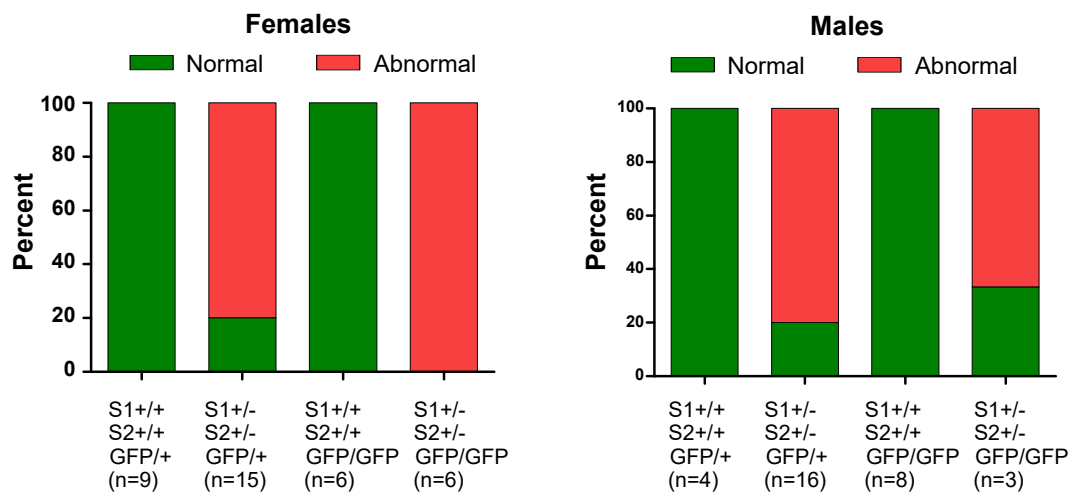 Females
Normal Abnormal
Percent
100
80
60
40
20
0
S1+/+ S1+/- S1+/+ S1+/-
S2+/+ S2+/- S2+/+ S2+/-
GFP/+ GFP/+ GFP/GFP GFP/GFP
(n=9) (n=15) (n=6) (n=6)
Males
Normal Abnormal
Percent
100
80
60
40
20
0
S1+/+ S1+/- S1+/+ S1+/-
S2+/+ S2+/- S2+/+ S2+/-
GFP/+ GFP/+ GFP/GFP GFP/GFP
(n=4) (n=16) (n=8) (n=3)